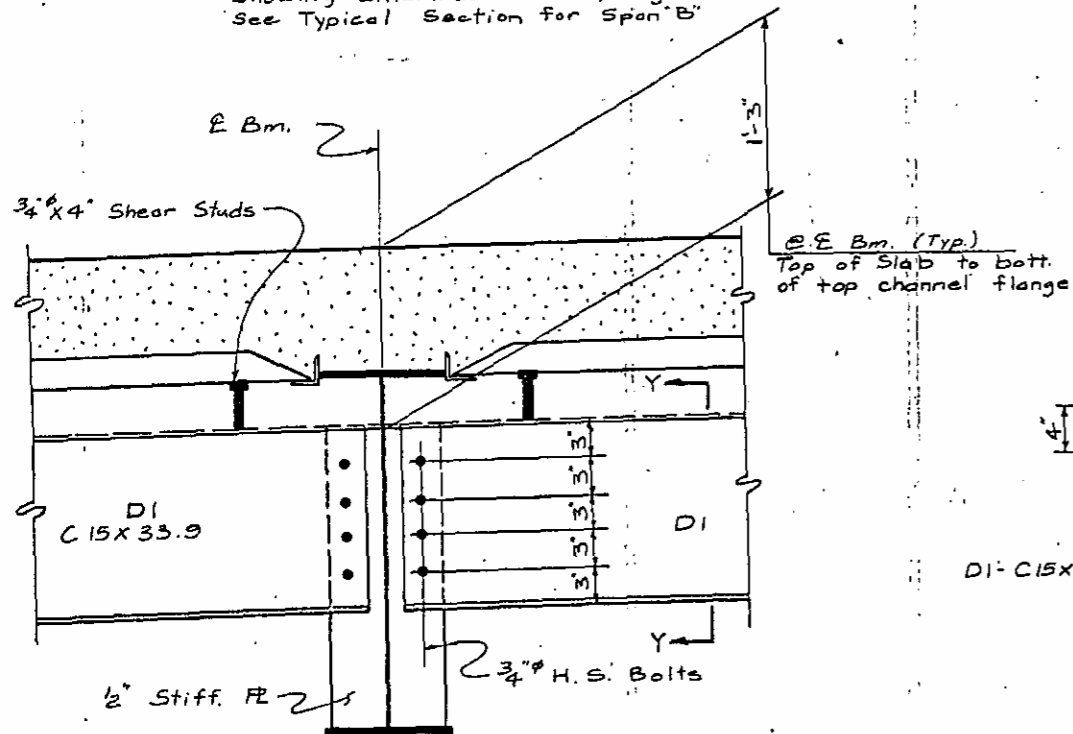 See Typical Section for Span "B"
℄ Bm.
3/4"φ x 4" Shear Studs
1'-3"
@ ℄ Bm. (Typ.)
Top of Slab to bott.
of top channel flange
Y
4"
3"
3"
3"
3"
3"
D1
C 15 x 33.9
D1
D1- C15x
Y
3/4"φ H.S. Bolts
1/2" Stiff. PL